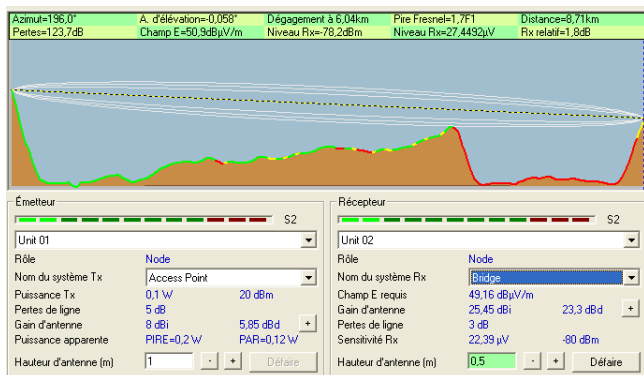 Azimut=196,0° A. d'élévation=-0,058° Dégagement à 6,04km Pire Fresnel=1,7F1 Distance=8,71km
Pertes=123,7dB Champ E=50,9dBµV/m Niveau Rx=-78,2dBm Niveau Rx=27,4492µV Rx relatif=1,8dB
Émetteur
S2
Unit 01
Rôle Node
Nom du système Tx Access Point
Puissance Tx 0,1 W 20 dBm
Pertes de ligne 5 dB
Gain d'antenne 8 dBi 5,85 dBd +
Puissance apparente PIRE=0,2 W PAR=0,12 W
Hauteur d'antenne (m) 1 - + Défaire
Récepteur
S2
Unit 02
Rôle Node
Nom du système Rx Bridge
Champ E requis 49,16 dBµV/m
Gain d'antenne 25,45 dBi 23,3 dBd +
Pertes de ligne 3 dB
Sensitivité Rx 22,39 µV -80 dBm
Hauteur d'antenne (m) 0,5 - + Défaire